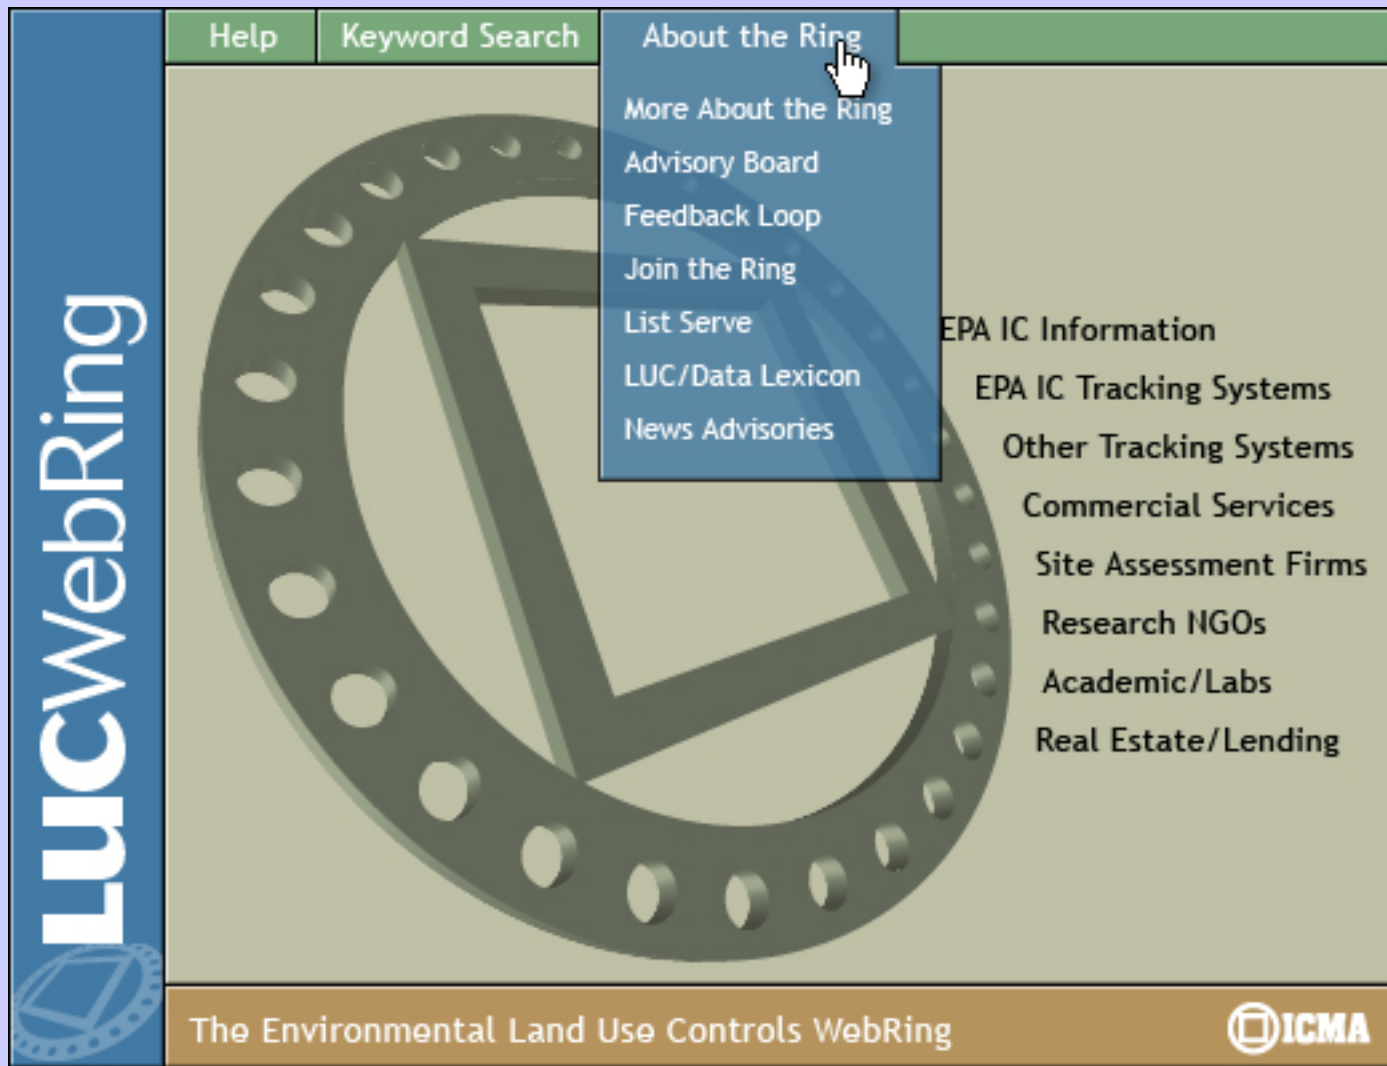 Help
Keyword Search
About the Ring
More About the Ring
Advisory Board
Feedback Loop
Join the Ring
List Serve
LUC/Data Lexicon
News Advisories
EPA IC Information
EPA IC Tracking Systems
Other Tracking Systems
Commercial Services
Site Assessment Firms
Research NGOs
Academic/Labs
Real Estate/Lending
LUCWebRing
The Environmental Land Use Controls WebRing
ICMA